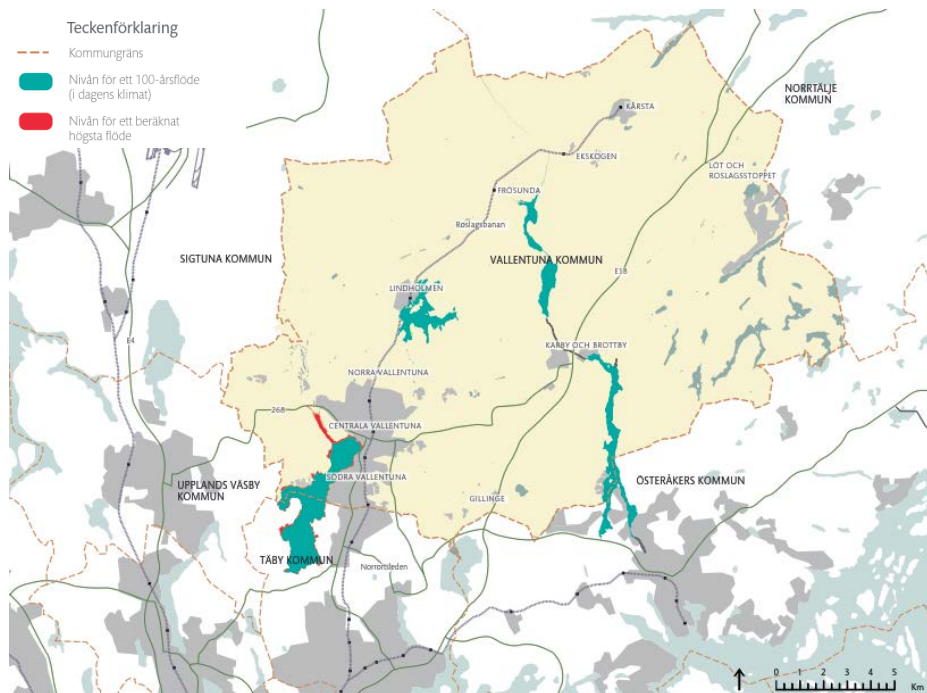 Teckenförklaring
Kommungräns
Nivån för ett 100-årsflöde
(i dagens klimat)
Nivån för ett beräknat
högsta flöde
NORRTÄLJE
KOMMUN
KÅRSTA
EKSKOGEN
LÖT OCH
ROSLAGSSTOPPET
FRÖSUNDA
Roslagsbanan
SIGTUNA KOMMUN
VALLENTUNA KOMMUN
E18
LINDHOLMEN
E4
KARBY OCH BROTTBY
NORRA VALLENTUNA
268
CENTRALA VALLENTUNA
SÖDRA VALLENTUNA
UPPLANDS VÄSBY
KOMMUN
GILLINGE
ÖSTERÅKERS KOMMUN
TÄBY KOMMUN
Norrortsleden
0 1 2 3 4 5
Km